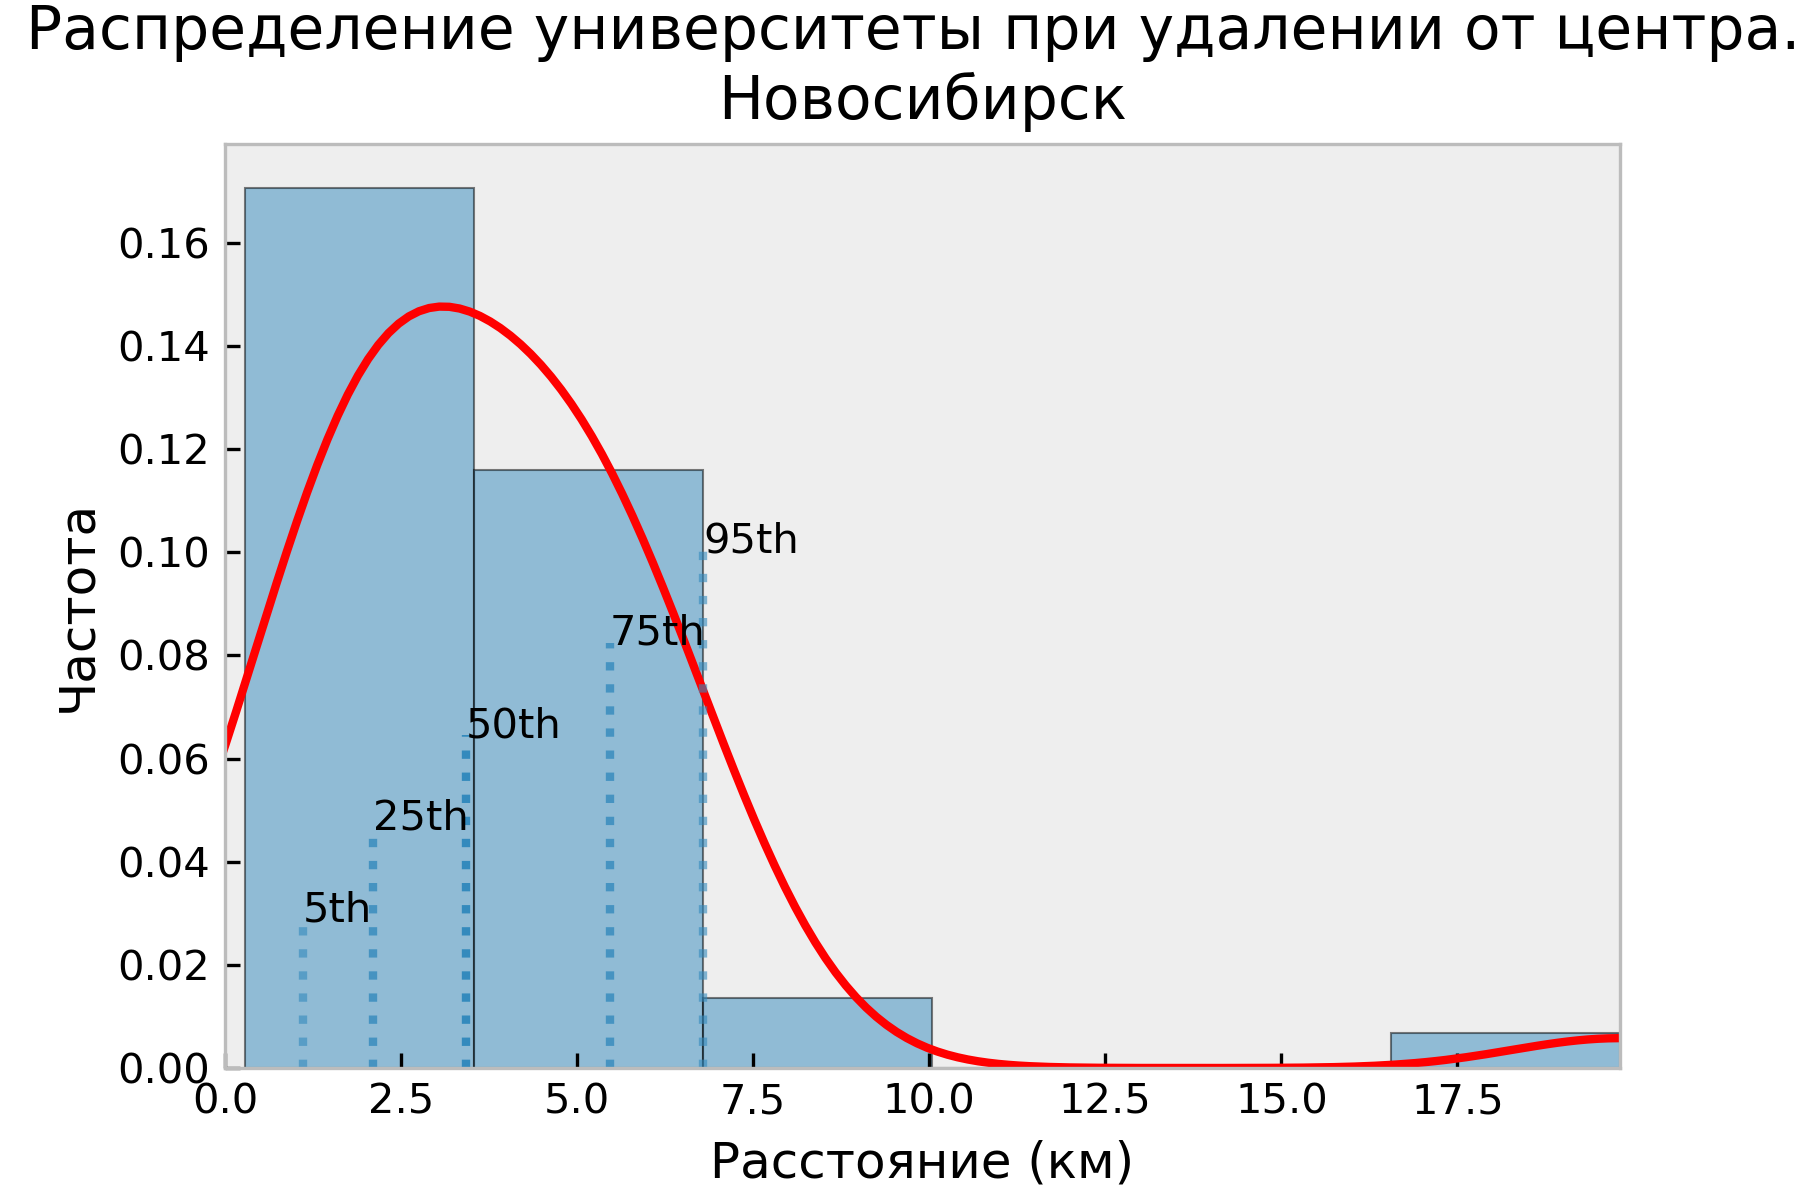 Распределение университеты при удалении от центра.
Новосибирск
0.16
0.14
0.12
0.10
0.08
0.06
0.04
0.02
0.00
Частота
95th
75th
50th
25th
5th
0.0 2.5 5.0 7.5 10.0 12.5 15.0 17.5
Расстояние (км)